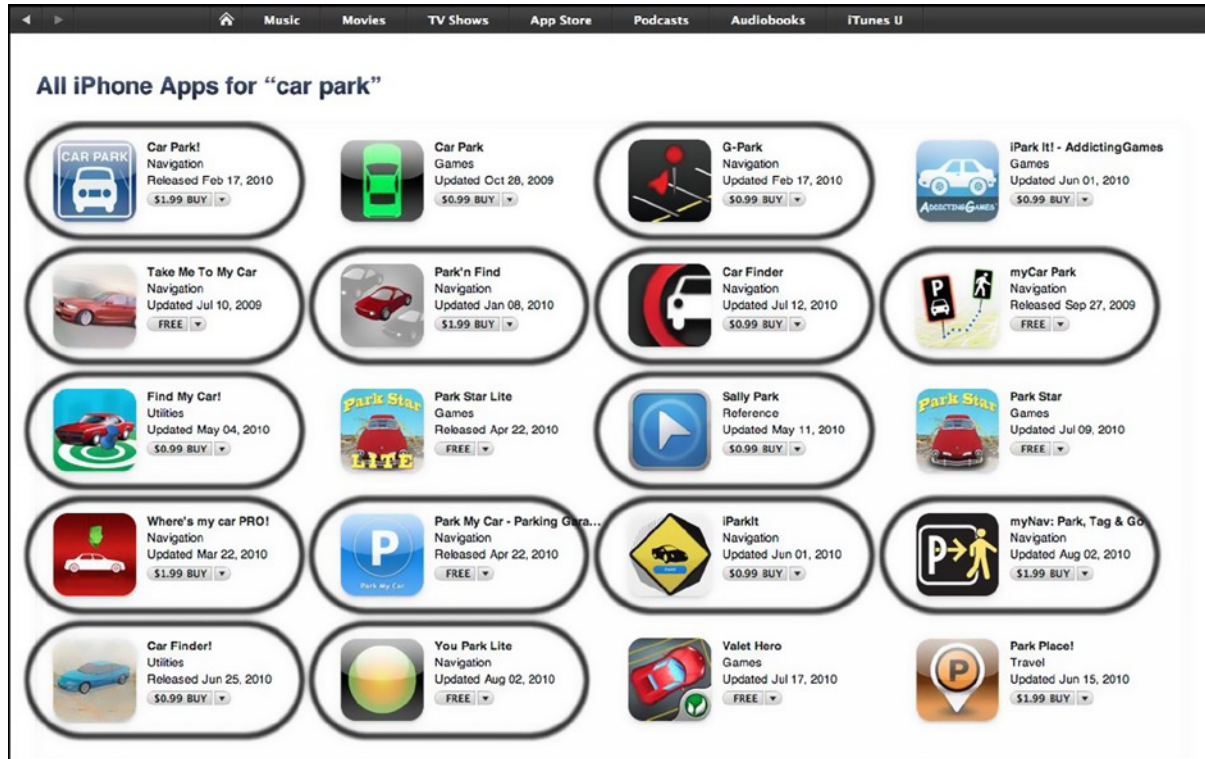 Music Movies TV Shows App Store Podcasts Audiobooks iTunes U
All iPhone Apps for “car park”
CAR PARK
Car Park!
Navigation
Released Feb 17, 2010
$1.99 BUY
Car Park
Games
Updated Oct 28, 2009
$0.99 BUY
G-Park
Navigation
Updated Feb 17, 2010
$0.99 BUY
ADDICTINGGAMES
iPark It! - AddictingGames
Games
Updated Jun 01, 2010
$0.99 BUY
Take Me To My Car
Navigation
Updated Jul 10, 2009
FREE
Park'n Find
Navigation
Updated Jan 08, 2010
$1.99 BUY
Car Finder
Navigation
Updated Jul 12, 2010
$0.99 BUY
P
myCar Park
Navigation
Released Sep 27, 2009
FREE
Find My Car!
Utilities
Updated May 04, 2010
$0.99 BUY
Park Star
LITE
Park Star Lite
Games
Released Apr 22, 2010
FREE
Sally Park
Reference
Updated May 11, 2010
$0.99 BUY
Park Star
Park Star
Games
Updated Jul 09, 2010
FREE
Where's my car PRO!
Navigation
Updated Mar 22, 2010
$1.99 BUY
P
Park My Car
Park My Car - Parking Gara...
Navigation
Released Apr 22, 2010
FREE
iParkIt
Navigation
Updated Jun 01, 2010
$0.99 BUY
P
myNav: Park, Tag & Go
Navigation
Updated Aug 02, 2010
$1.99 BUY
Car Finder!
Utilities
Released Jun 25, 2010
$0.99 BUY
You Park Lite
Navigation
Updated Aug 02, 2010
FREE
Valet Hero
Games
Updated Jul 17, 2010
FREE
P
Park Place!
Travel
Updated Jun 15, 2010
$1.99 BUY